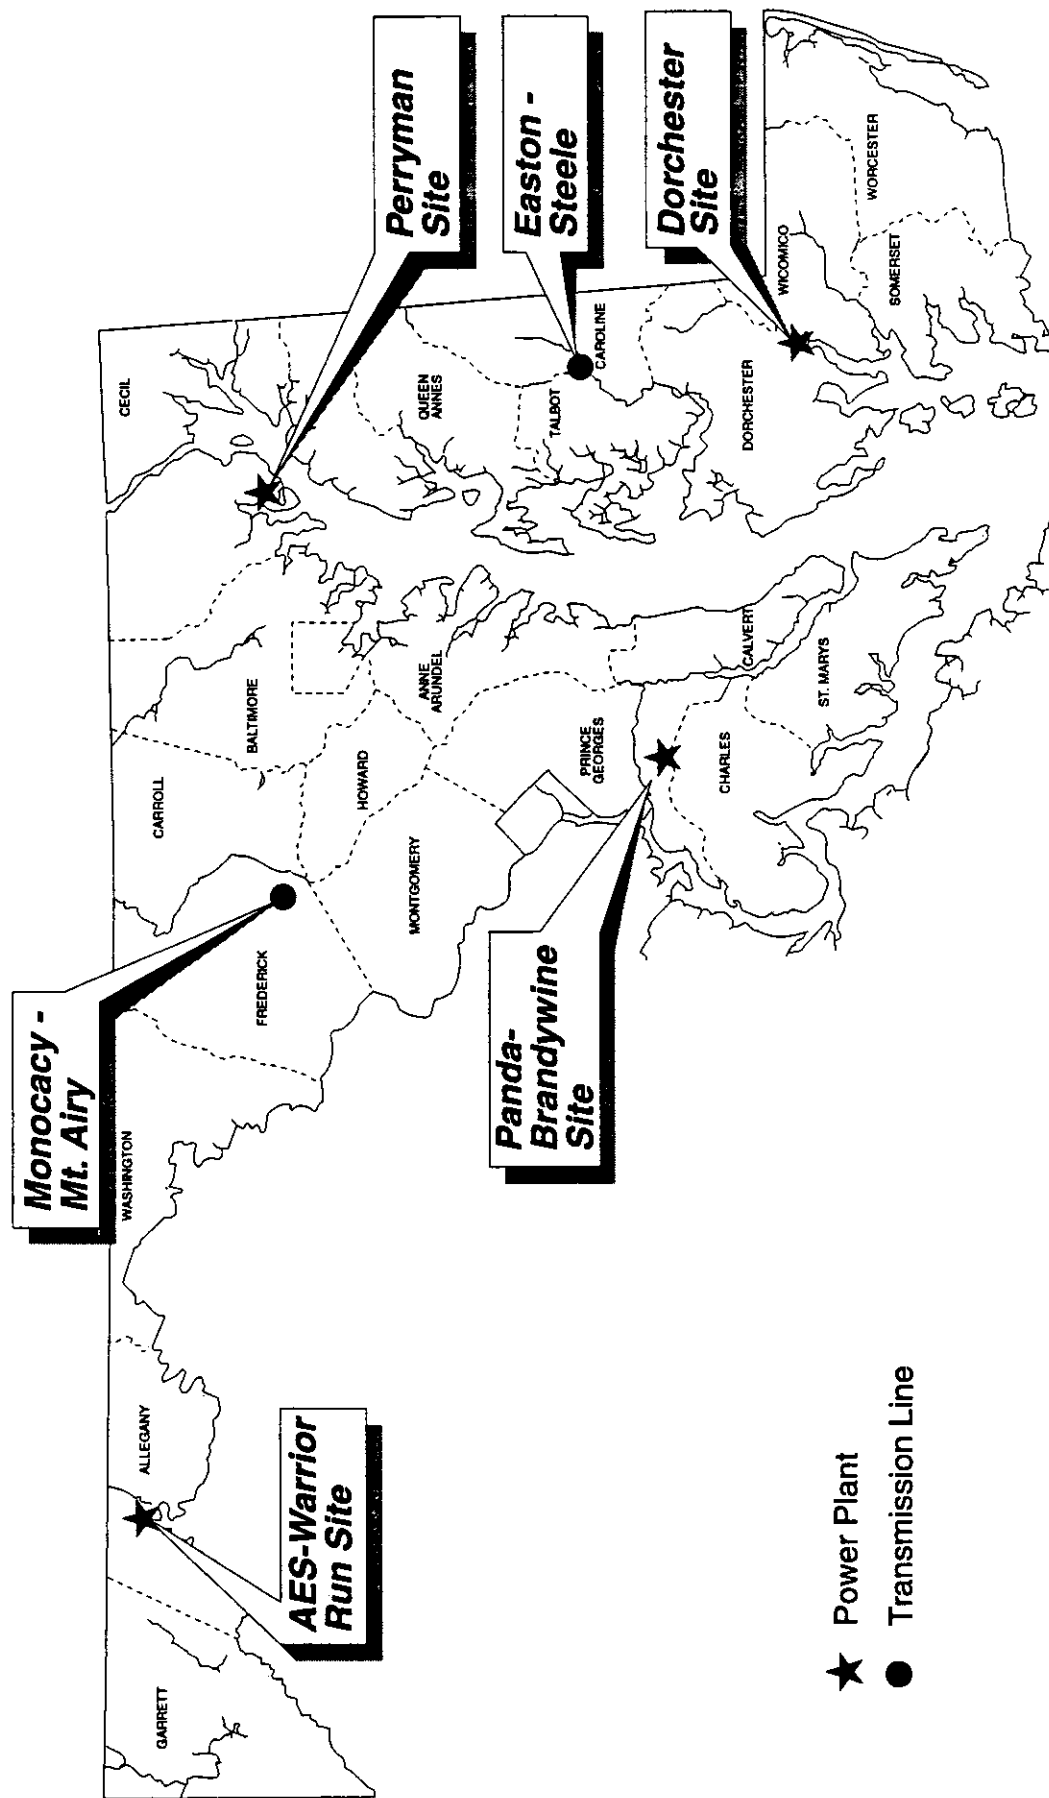 Monocacy -
Mt. Airy
AES-Warrior
Run Site
Panda-
Brandywine
Site
Perryman
Site
Easton -
Steele
Dorchester
Site
GARRETT
ALLEGANY
WASHINGTON
FREDERICK
CARROLL
BALTIMORE
HOWARD
MONTGOMERY
ANNE
ARUNDEL
PRINCE
GEORGES
CHARLES
CALVERT
ST. MARYS
CECIL
QUEEN
ANNES
TALBOT
CAROLINE
DORCHESTER
WICOMICO
SOMERSET
WORCESTER
Power Plant
Transmission Line